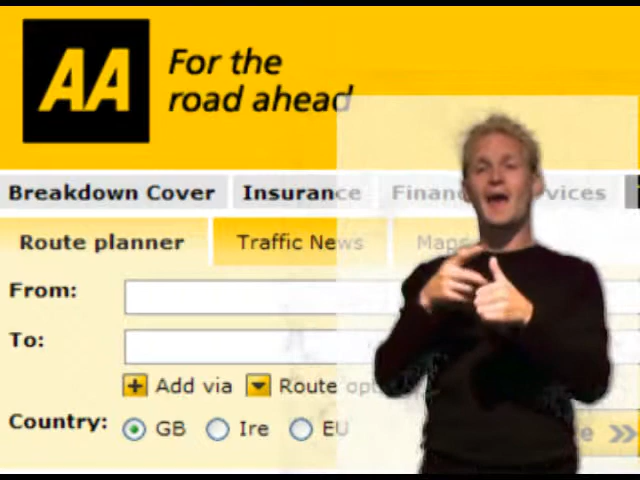 AA
For the
road ahead
Breakdown Cover
Insurance
Route planner
Traffic News
Maps
From:
To:
Add via
Route
Country:
GB
Ire
EU